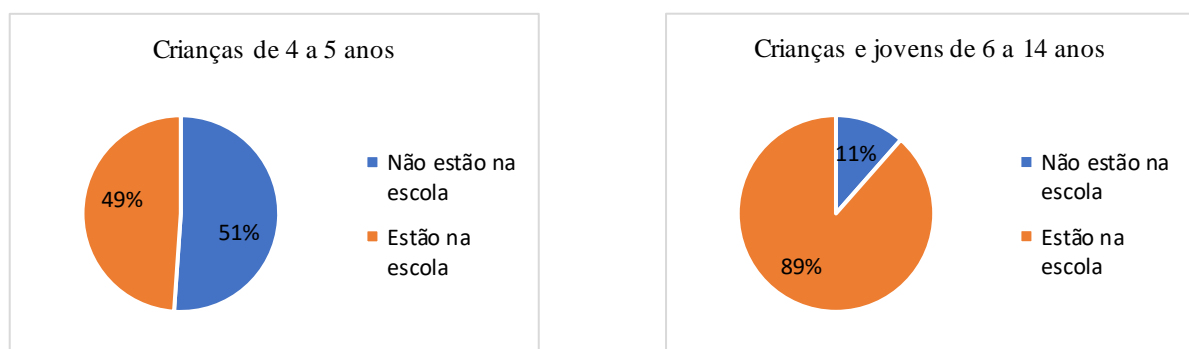 Crianças de 4 a 5 anos
49%
51%
Não estão na
escola
Estão na
escola
Crianças e jovens de 6 a 14 anos
11%
89%
Não estão na
escola
Estão na
escola